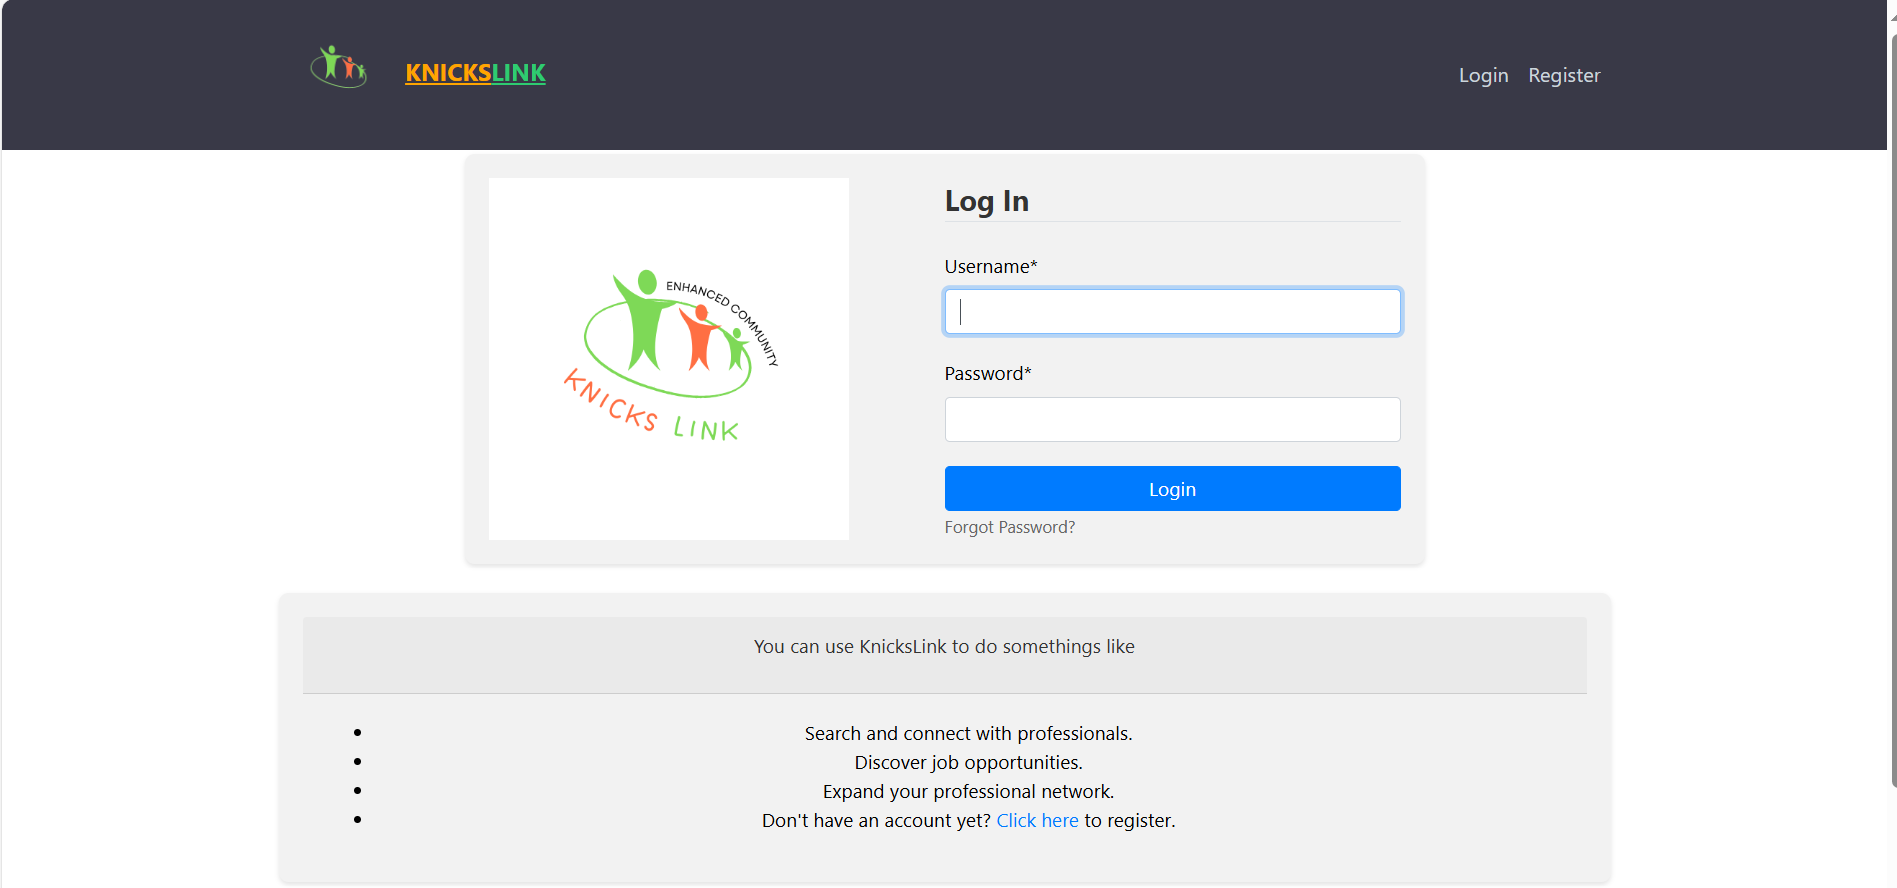 KNICKSLINK
Login Register
ENHANCED COMMUNITY
KNICKS LINK
Log In
Username*
Password*
Login
Forgot Password?
You can use KnicksLink to do somethings like
• Search and connect with professionals.
• Discover job opportunities.
• Expand your professional network.
• Don't have an account yet? Click here to register.